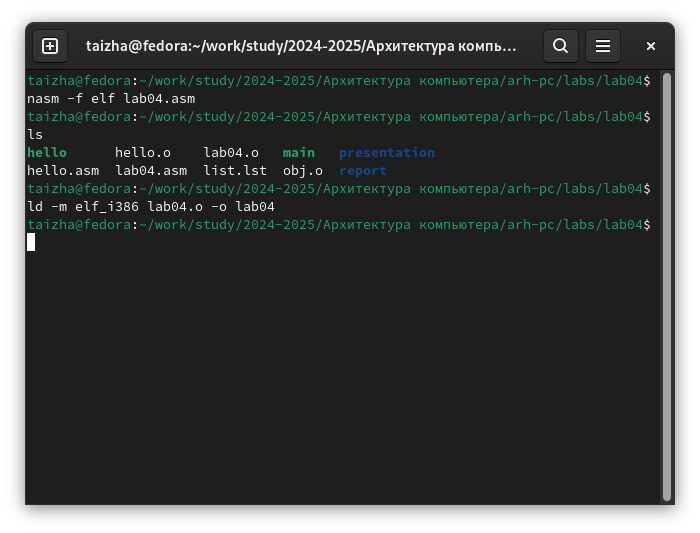 taizha@fedora:~/work/study/2024-2025/Архитектура компь…
taizha@fedora:~/work/study/2024-2025/Архитектура компьютера/arh-pc/labs/lab04$
nasm -f elf lab04.asm
taizha@fedora:~/work/study/2024-2025/Архитектура компьютера/arh-pc/labs/lab04$
ls
hello      hello.o    lab04.o   main   presentation
hello.asm  lab04.asm  list.lst  obj.o  report
taizha@fedora:~/work/study/2024-2025/Архитектура компьютера/arh-pc/labs/lab04$
ld -m elf_i386 lab04.o -o lab04
taizha@fedora:~/work/study/2024-2025/Архитектура компьютера/arh-pc/labs/lab04$